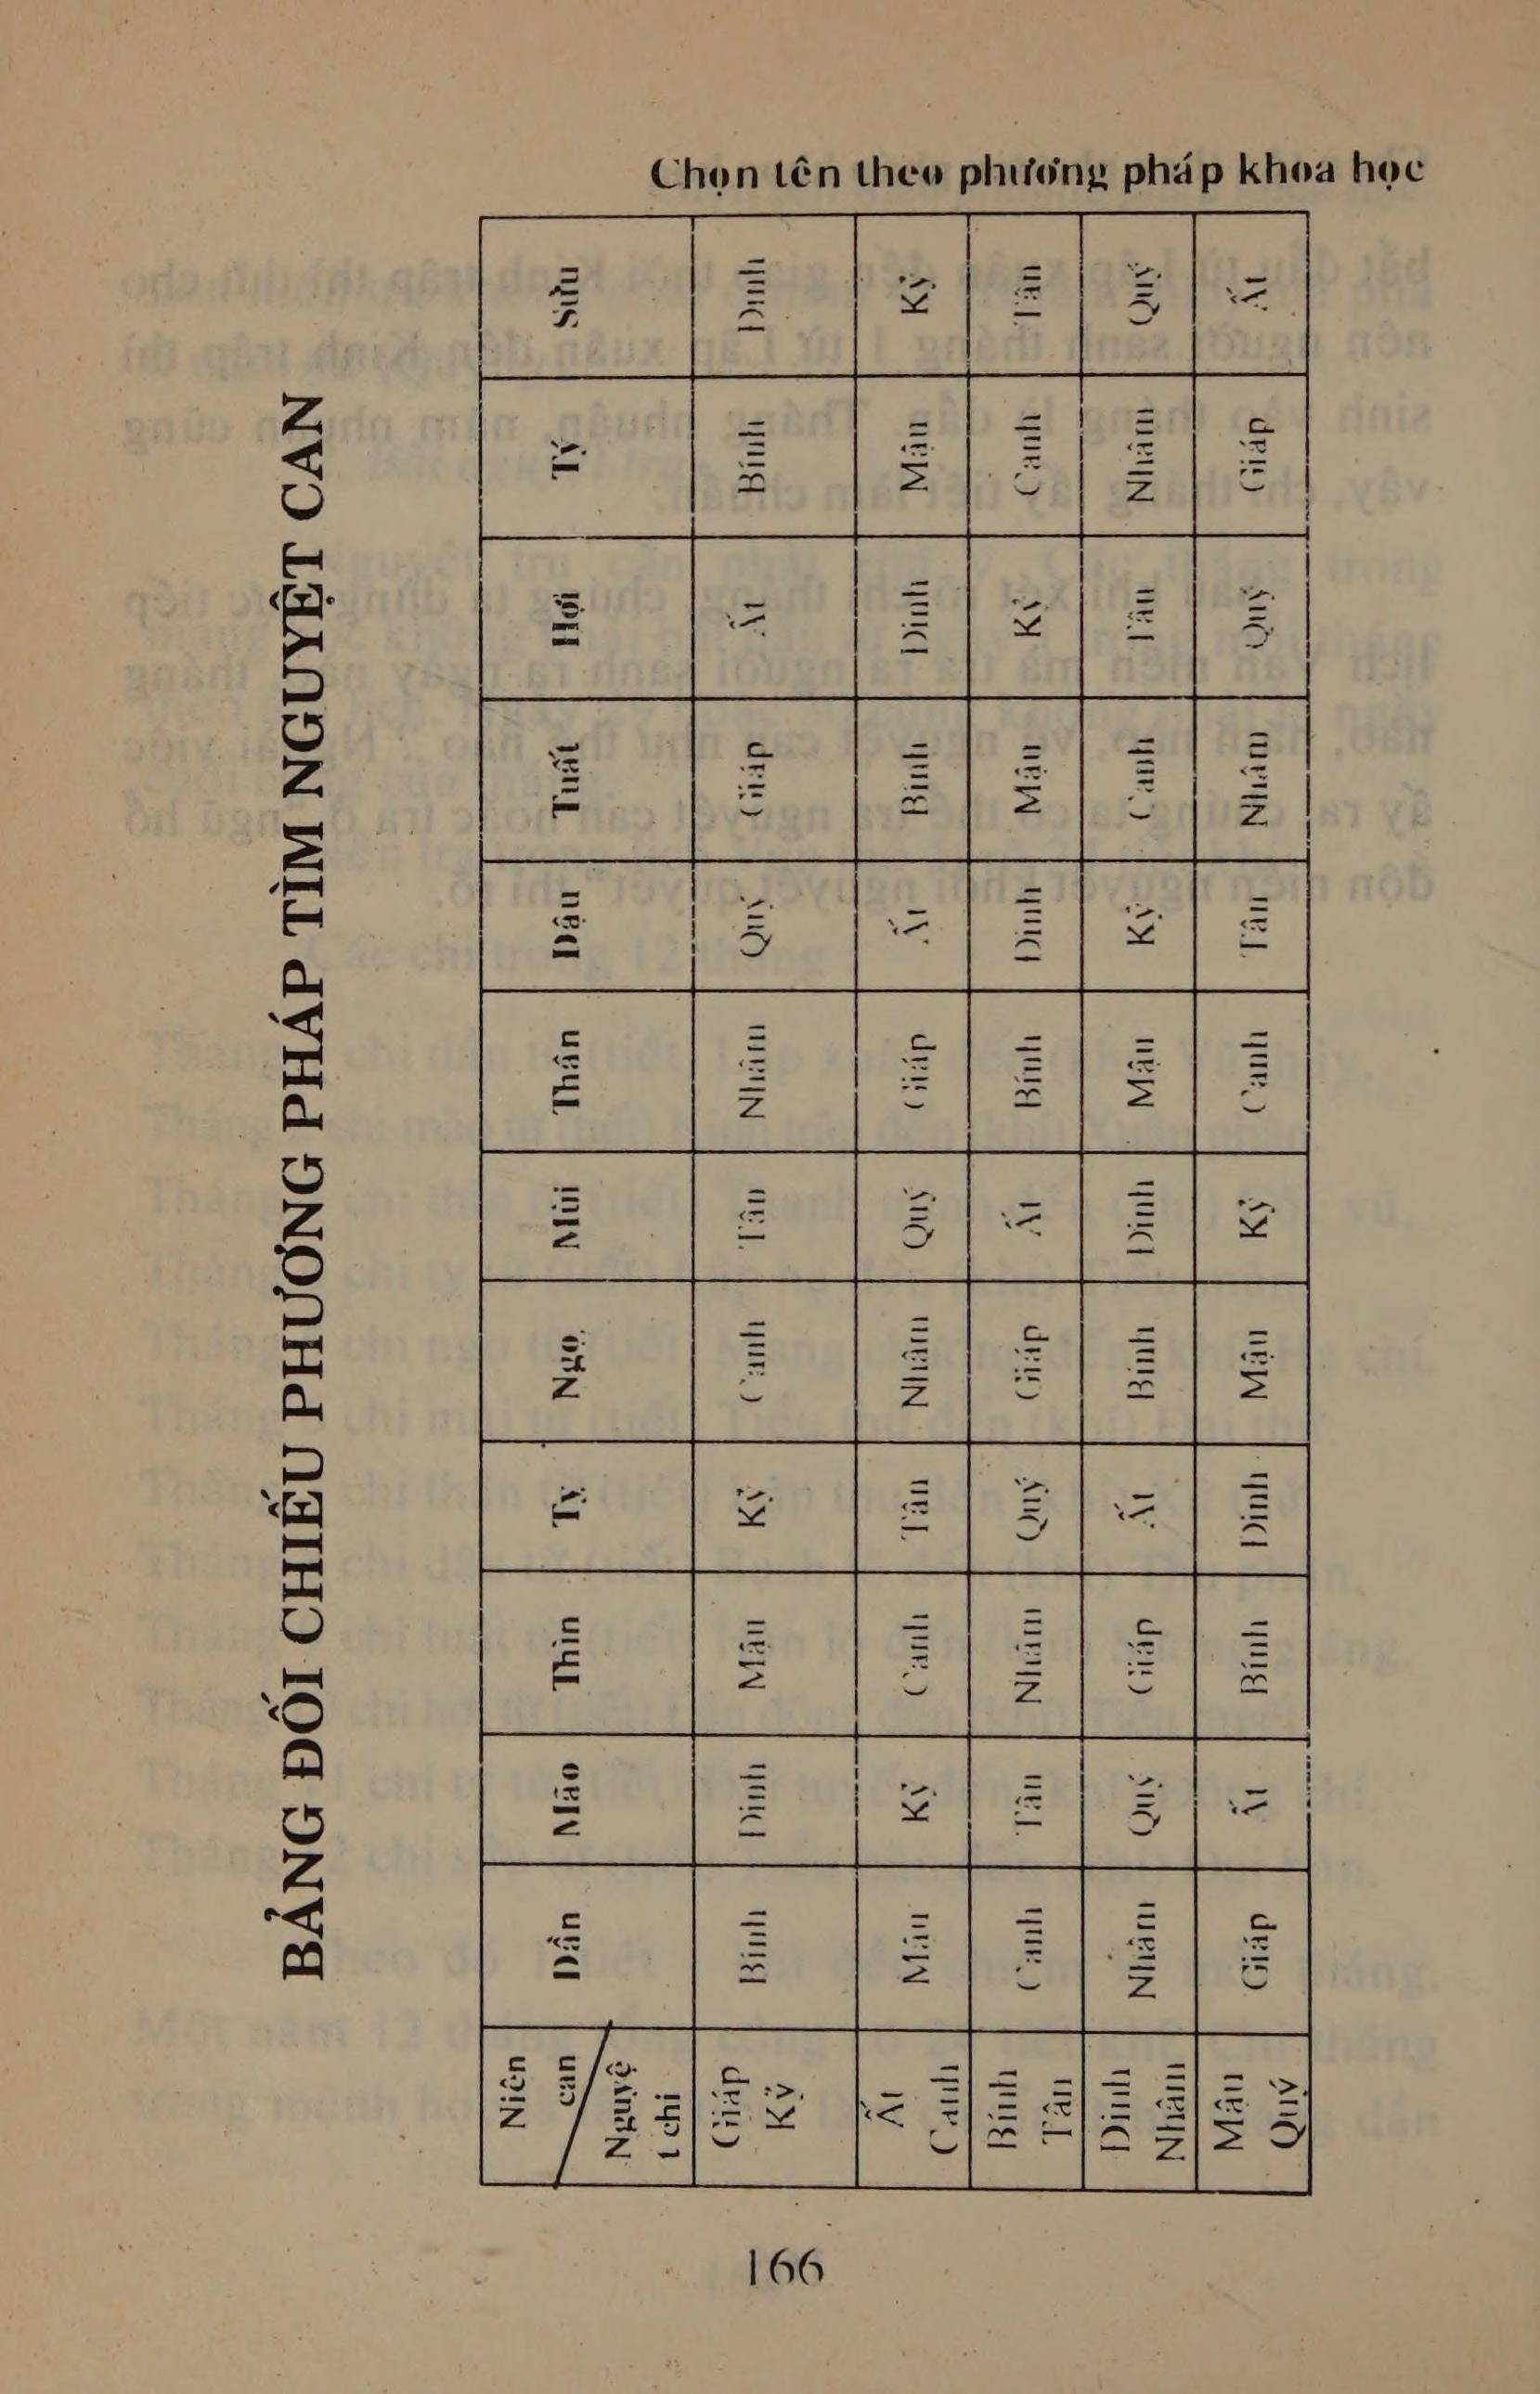 Chọn tên theo phương pháp khoa học
BẢNG ĐỐI CHIẾU PHƯƠNG PHÁP TÌM NGUYỆT CAN
Niên can / Nguyệ t chi Dần Mão Thìn Tỵ Ngọ Mùi Thân Dậu Tuất Hợi Tý Sửu
Giáp Kỷ Bính Đinh Mậu Kỷ Canh Tân Nhâm Quý Giáp Ất Bính Đinh
Ất Canh Mậu Kỷ Canh Tân Nhâm Quý Giáp Ất Bính Đinh Mậu Kỷ
Bính Tân Canh Tân Nhâm Quý Giáp Ất Bính Đinh Mậu Kỷ Canh Tân
Đinh Nhâm Nhâm Quý Giáp Ất Bính Đinh Mậu Kỷ Canh Tân Nhâm Quý
Mậu Quý Giáp Ất Bính Đinh Mậu Kỷ Canh Tân Nhâm Quý Giáp Ất
166